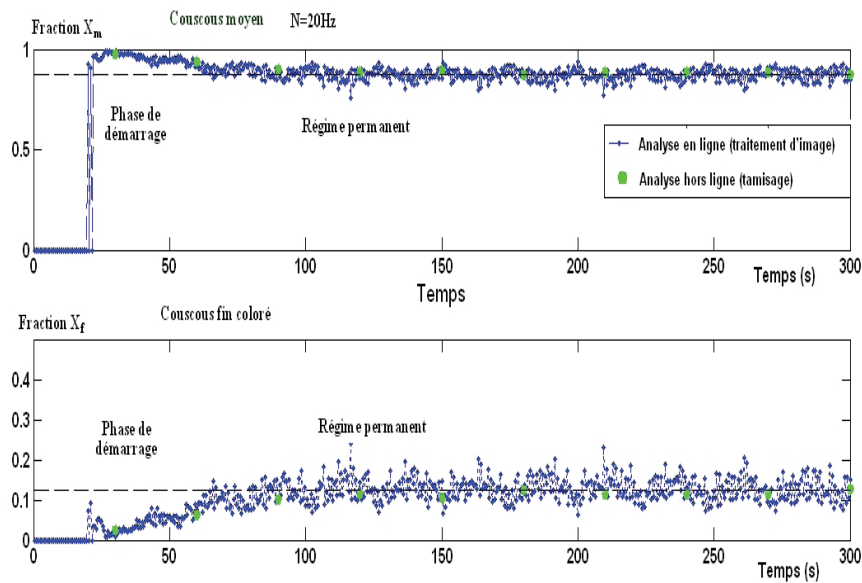 Couscous moyen N=20Hz
Fraction Xm
1
0.5
0
Phase de
démarrage
Régime permanent
Analyse en ligne (traitement d'image)
Analyse hors ligne (tamisage)
0 50 100 150 200 250 300
Temps (s)
Temps
Couscous fin coloré
Fraction Xf
0.4
0.3
0.2
0.1
0
Phase de
démarrage
Régime permanent
0 50 100 150 200 250 300
Temps (s)